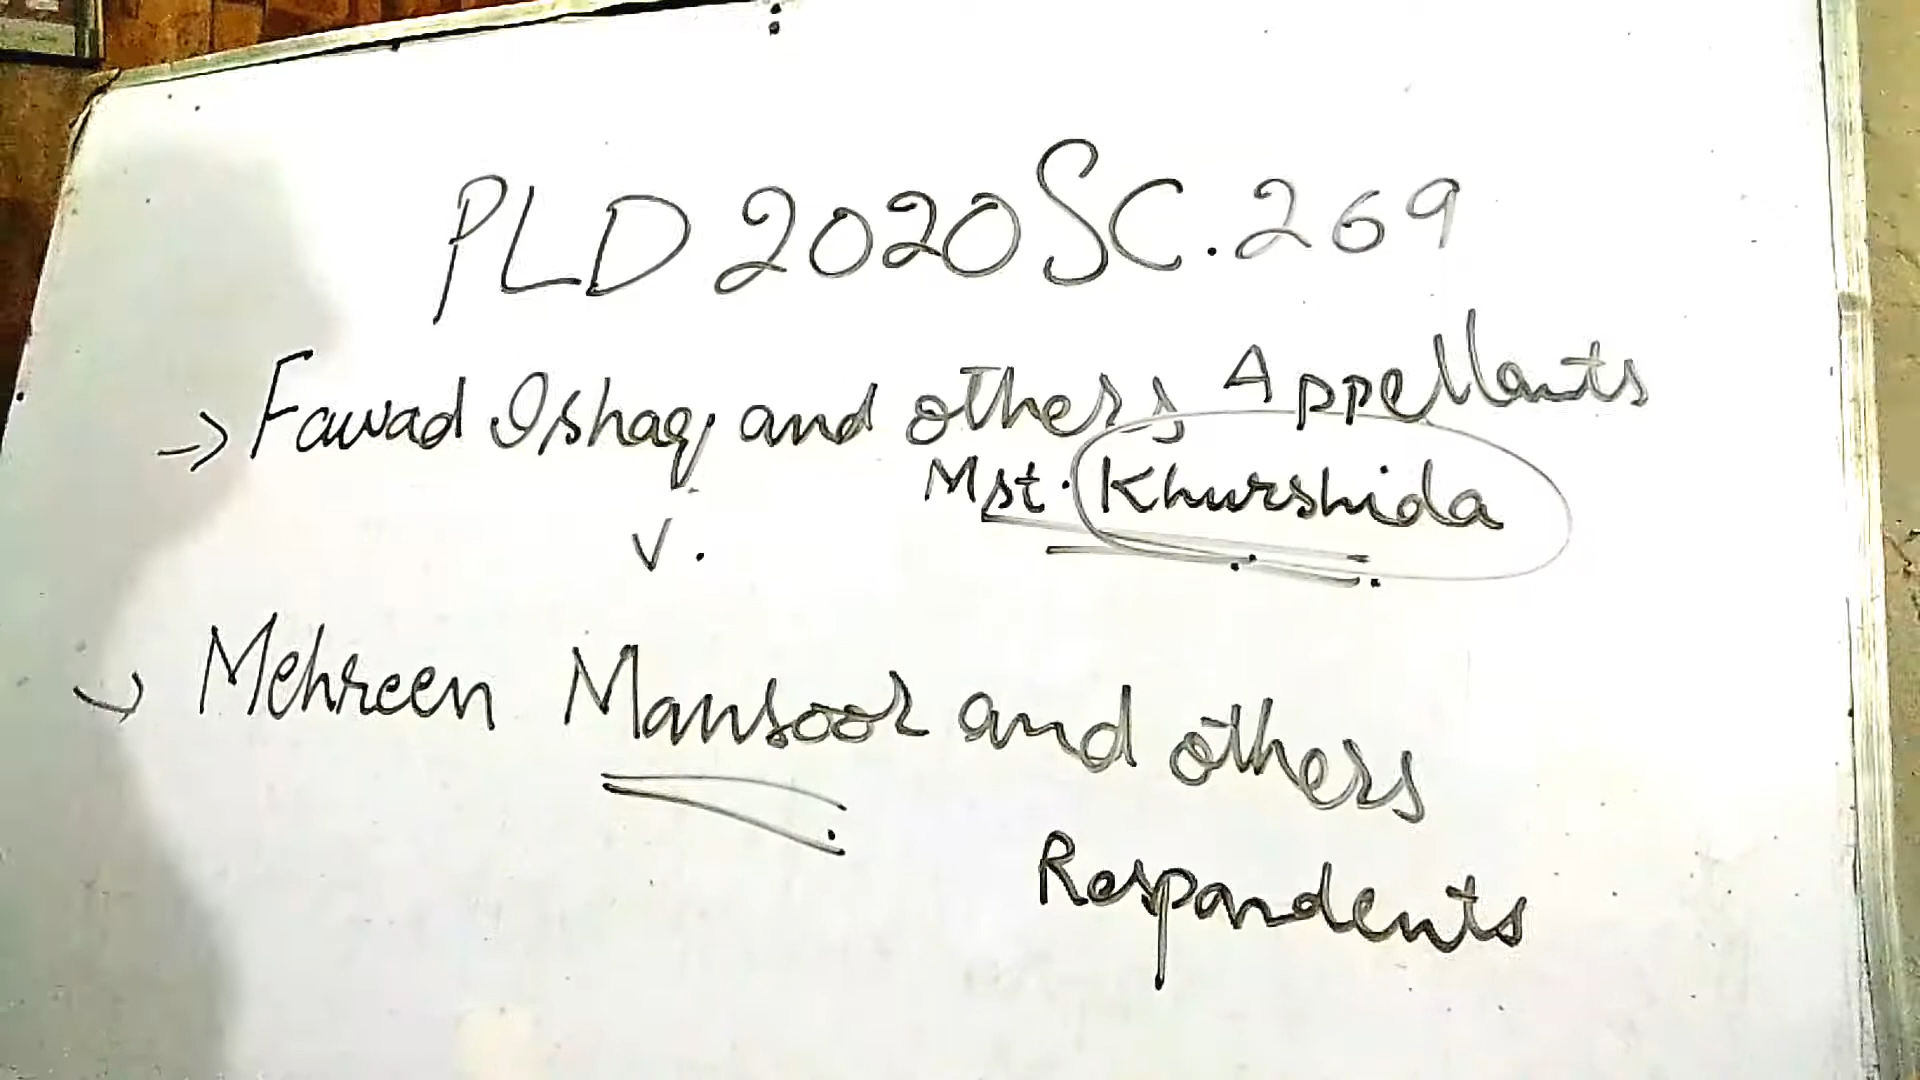 PLD 2020 SC. 269
→ Fawad Ishaq, and others, Appellants
Mst. Khurshida
V.
→ Mehreen Mansoor and others
Respondents